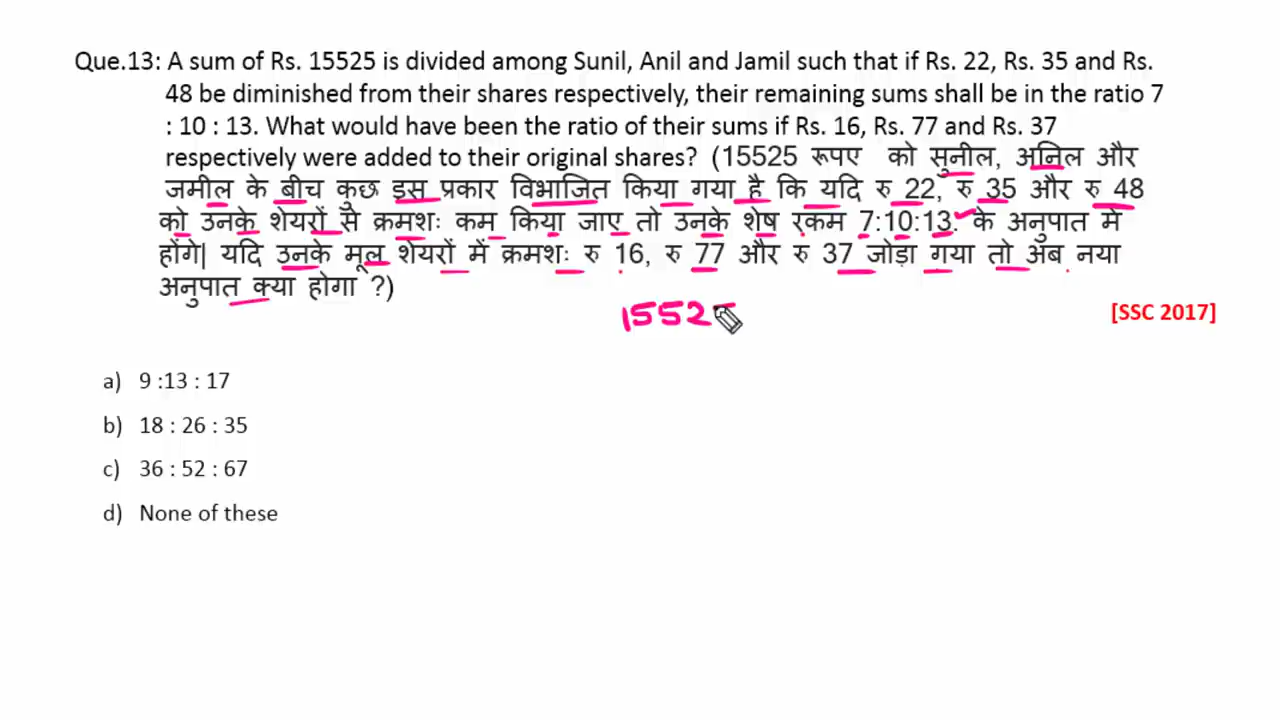 Que.13: A sum of Rs. 15525 is divided among Sunil, Anil and Jamil such that if Rs. 22, Rs. 35 and Rs.
48 be diminished from their shares respectively, their remaining sums shall be in the ratio 7
: 10 : 13. What would have been the ratio of their sums if Rs. 16, Rs. 77 and Rs. 37
respectively were added to their original shares? (15525 रूपए को सुनील, अनिल और
जमील के बीच कुछ इस प्रकार विभाजित किया गया है कि यदि रु 22, रु 35 और रु 48
को उनके शेयरों से क्रमशः कम किया जाए तो उनके शेष रकम 7:10:13. के अनुपात में
होंगे| यदि उनके मूल शेयरों में क्रमशः रु 16, रु 77 और रु 37 जोड़ा गया तो अब नया
अनुपात क्या होगा ?)
15525
[SSC 2017]
a) 9 :13 : 17
b) 18 : 26 : 35
c) 36 : 52 : 67
d) None of these